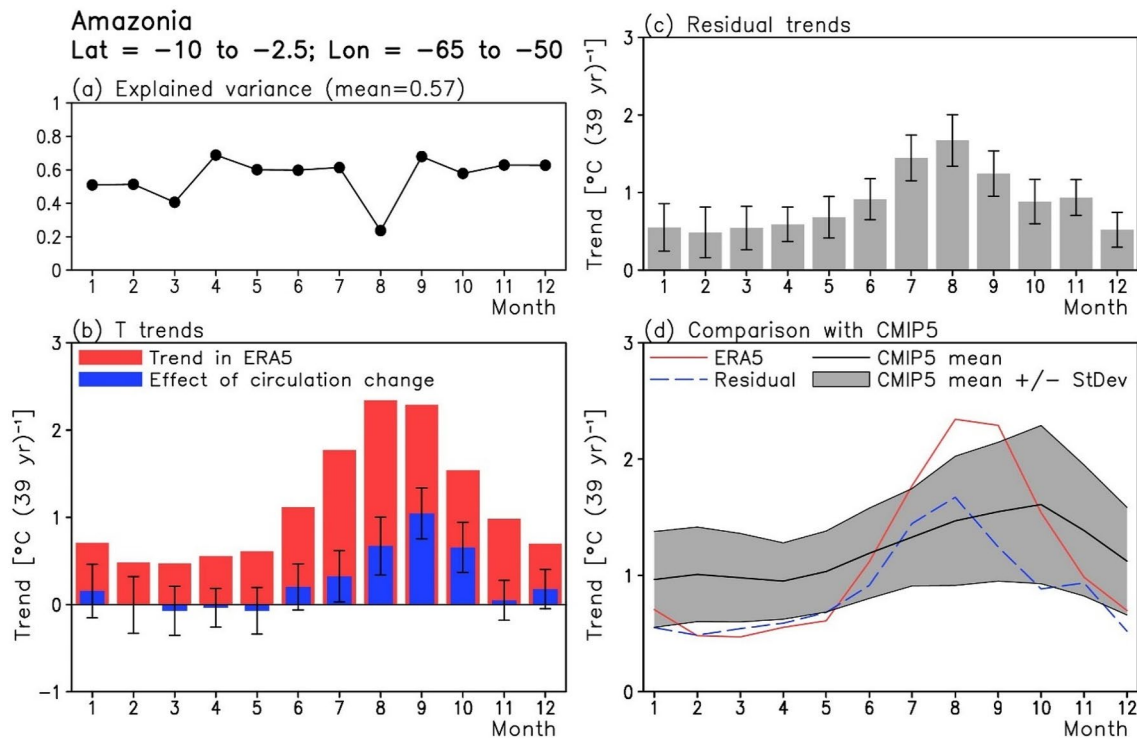 Amazonia
Lat = −10 to −2.5; Lon = −65 to −50
(a) Explained variance (mean=0.57)
1
0.8
0.6
0.4
0.2
0
1 2 3 4 5 6 7 8 9 10 11 12
Month
(b) T trends
Trend in ERA5
Effect of circulation change
Trend [°C (39 yr)⁻¹]
3
2
1
0
−1
1 2 3 4 5 6 7 8 9 10 11 12
Month
(c) Residual trends
Trend [°C (39 yr)⁻¹]
3
2
1
0
1 2 3 4 5 6 7 8 9 10 11 12
Month
(d) Comparison with CMIP5
ERA5
Residual
CMIP5 mean
CMIP5 mean +/− StDev
Trend [°C (39 yr)⁻¹]
3
2
1
0
1 2 3 4 5 6 7 8 9 10 11 12
Month